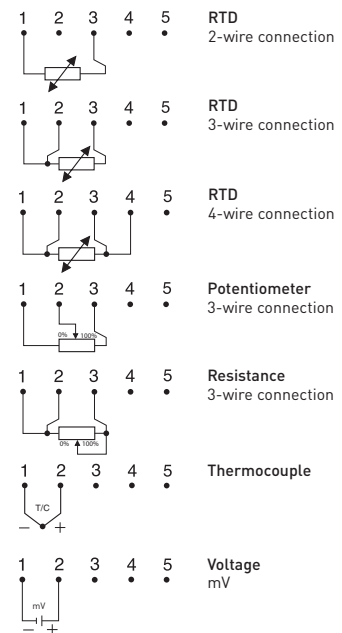 1 2 3 4 5 RTD
2-wire connection
1 2 3 4 5 RTD
3-wire connection
1 2 3 4 5 RTD
4-wire connection
1 2 3 4 5 Potentiometer
3-wire connection
0% 100%
1 2 3 4 5 Resistance
3-wire connection
0% 100%
1 2 3 4 5 Thermocouple
T/C
− +
1 2 3 4 5 Voltage
mV
mV
− +